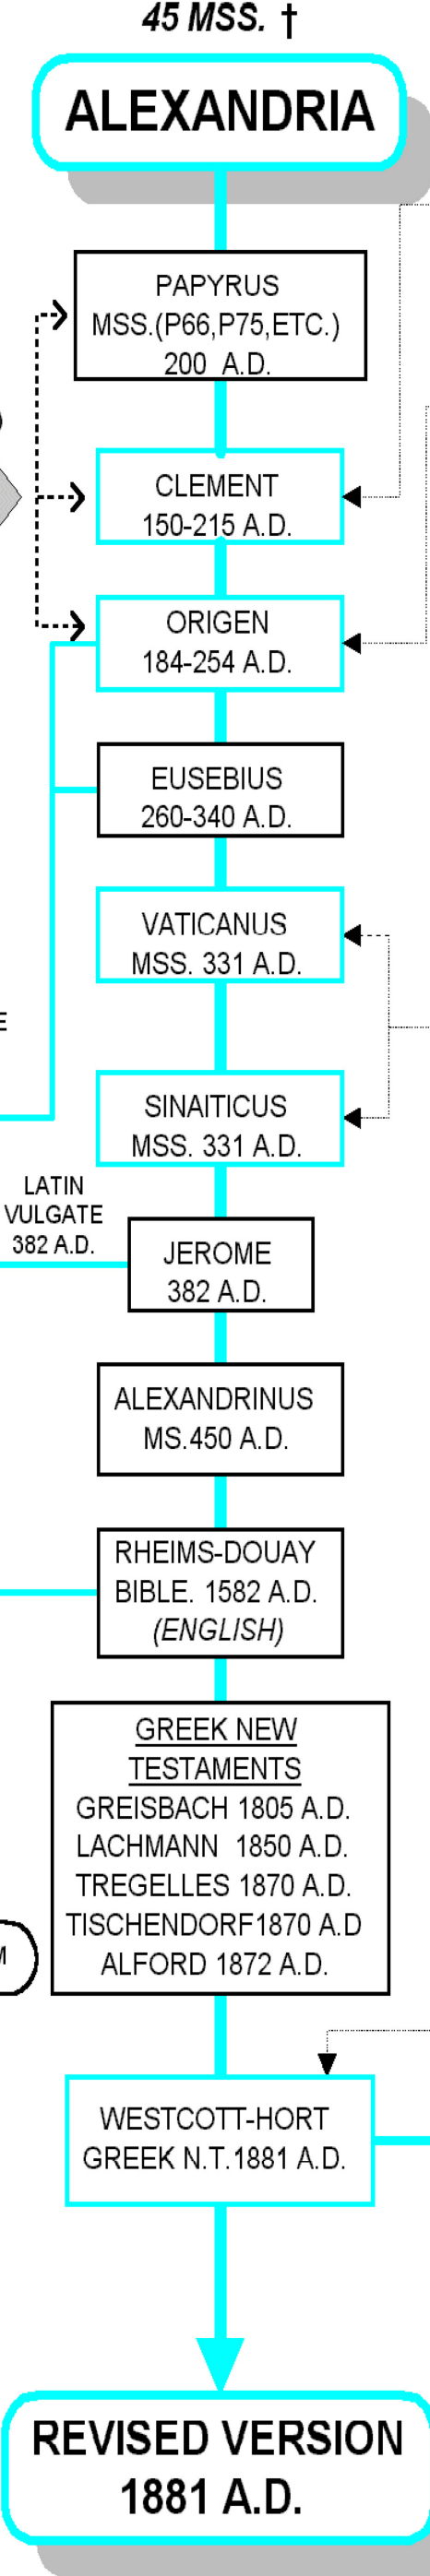 45 MSS. †
ALEXANDRIA
PAPYRUS
MSS.(P66,P75,ETC.)
200 A.D.
CLEMENT
150-215 A.D.
ORIGEN
184-254 A.D.
EUSEBIUS
260-340 A.D.
VATICANUS
MSS. 331 A.D.
E
SINAITICUS
MSS. 331 A.D.
LATIN
VULGATE
382 A.D.
JEROME
382 A.D.
ALEXANDRINUS
MS.450 A.D.
RHEIMS-DOUAY
BIBLE. 1582 A.D.
(ENGLISH)
GREEK NEW
TESTAMENTS
GREISBACH 1805 A.D.
LACHMANN 1850 A.D.
TREGELLES 1870 A.D.
TISCHENDORF1870 A.D
ALFORD 1872 A.D.
M
WESTCOTT-HORT
GREEK N.T.1881 A.D.
REVISED VERSION
1881 A.D.